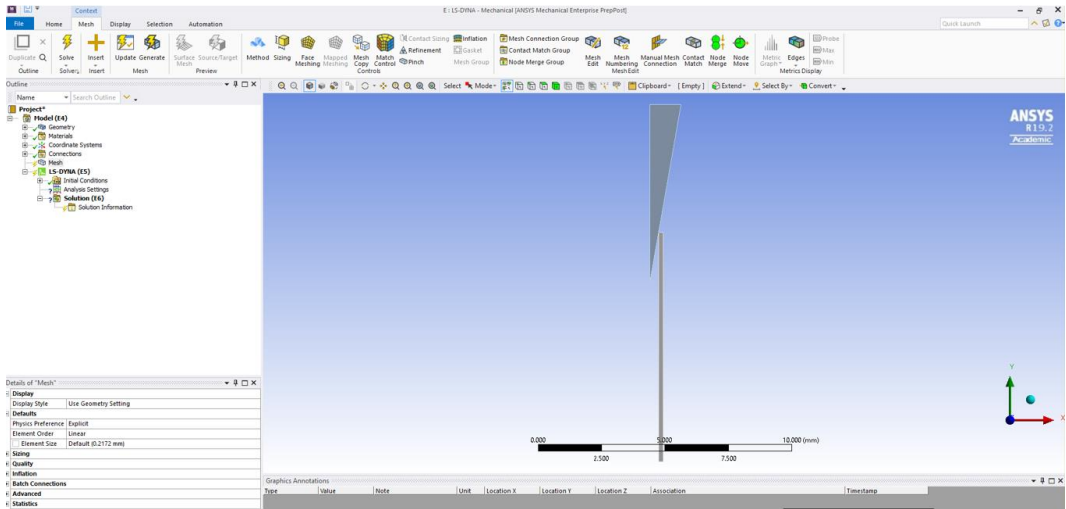 Context
E : LS-DYNA - Mechanical [ANSYS Mechanical Enterprise PrepPost]
File Home Mesh Display Selection Automation
Quick Launch
Duplicate Q
Outline
Solve
Solver
Insert
Insert
Update Generate
Mesh
Surface Mesh Source/Target
Preview
Method Sizing Face Meshing Mapped Meshing Mesh Copy Match Control
Contact Sizing Inflation
Refinement Gasket
Pinch Mesh Group
Controls
Mesh Connection Group
Contact Match Group
Node Merge Group
Mesh Edit Mesh Numbering Manual Mesh Connection Contact Match Node Merge Node Move
Mesh Edit
Metric Graph Edges
Probe
Max
Min
Metrics Display
Outline
Name Search Outline
Project*
Model (E4)
Geometry
Materials
Coordinate Systems
Connections
Mesh
LS-DYNA (E5)
Initial Conditions
Analysis Settings
Solution (E6)
Solution Information
Select Mode Clipboard [Empty] Extend Select By Convert
ANSYS
R19.2
Academic
Y
X
0.000 5.000 10.000 (mm)
2.500 7.500
Details of "Mesh"
Display
Display Style Use Geometry Setting
Defaults
Physics Preference Explicit
Element Order Linear
Element Size Default (0.2172 mm)
Sizing
Quality
Inflation
Batch Connections
Advanced
Statistics
Graphics Annotations
Type Value Note Unit Location X Location Y Location Z Association Timestamp